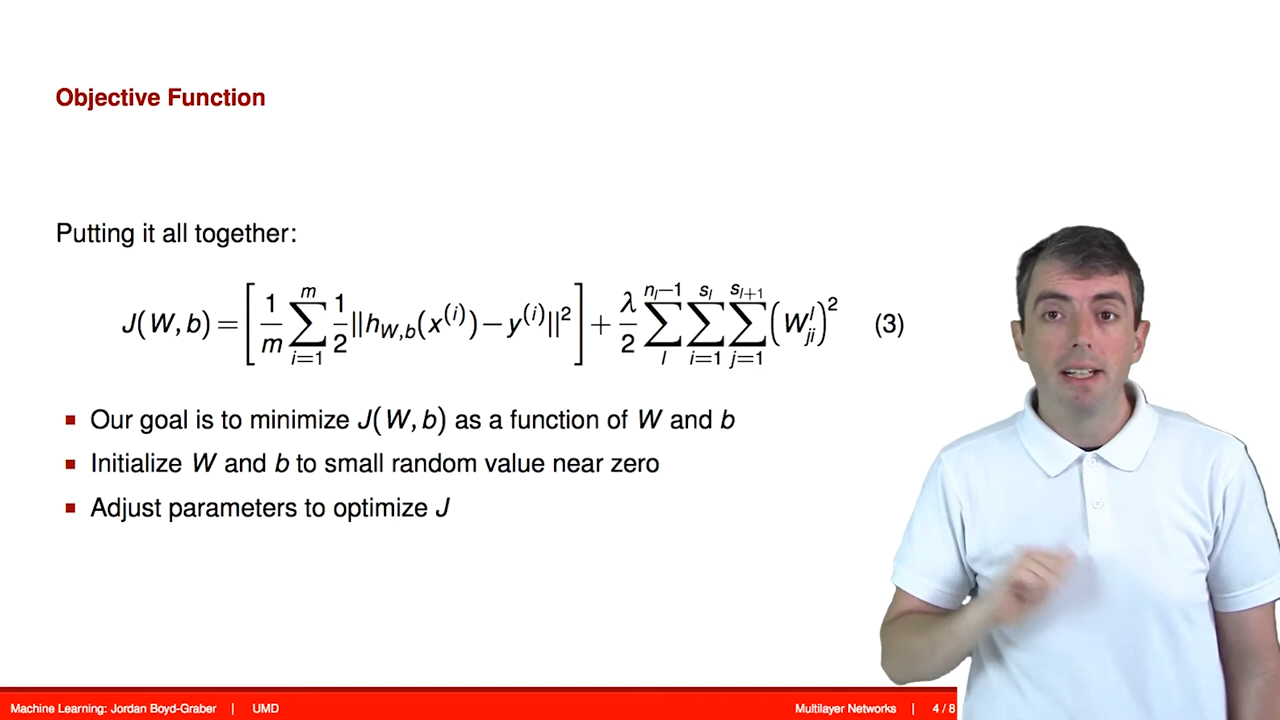 Objective Function
Putting it all together:
J(W, b) = [ 1/m ∑_{i=1}^{m} 1/2 ||h_{W,b}(x^{(i)}) − y^{(i)}||² ] + λ/2 ∑_{l}^{n_l−1} ∑_{i=1}^{s_l} ∑_{j=1}^{s_{l+1}} (W_{ji}^{l})² (3)
Our goal is to minimize J(W, b) as a function of W and b
Initialize W and b to small random value near zero
Adjust parameters to optimize J
Machine Learning: Jordan Boyd-Graber | UMD Multilayer Networks | 4 / 8